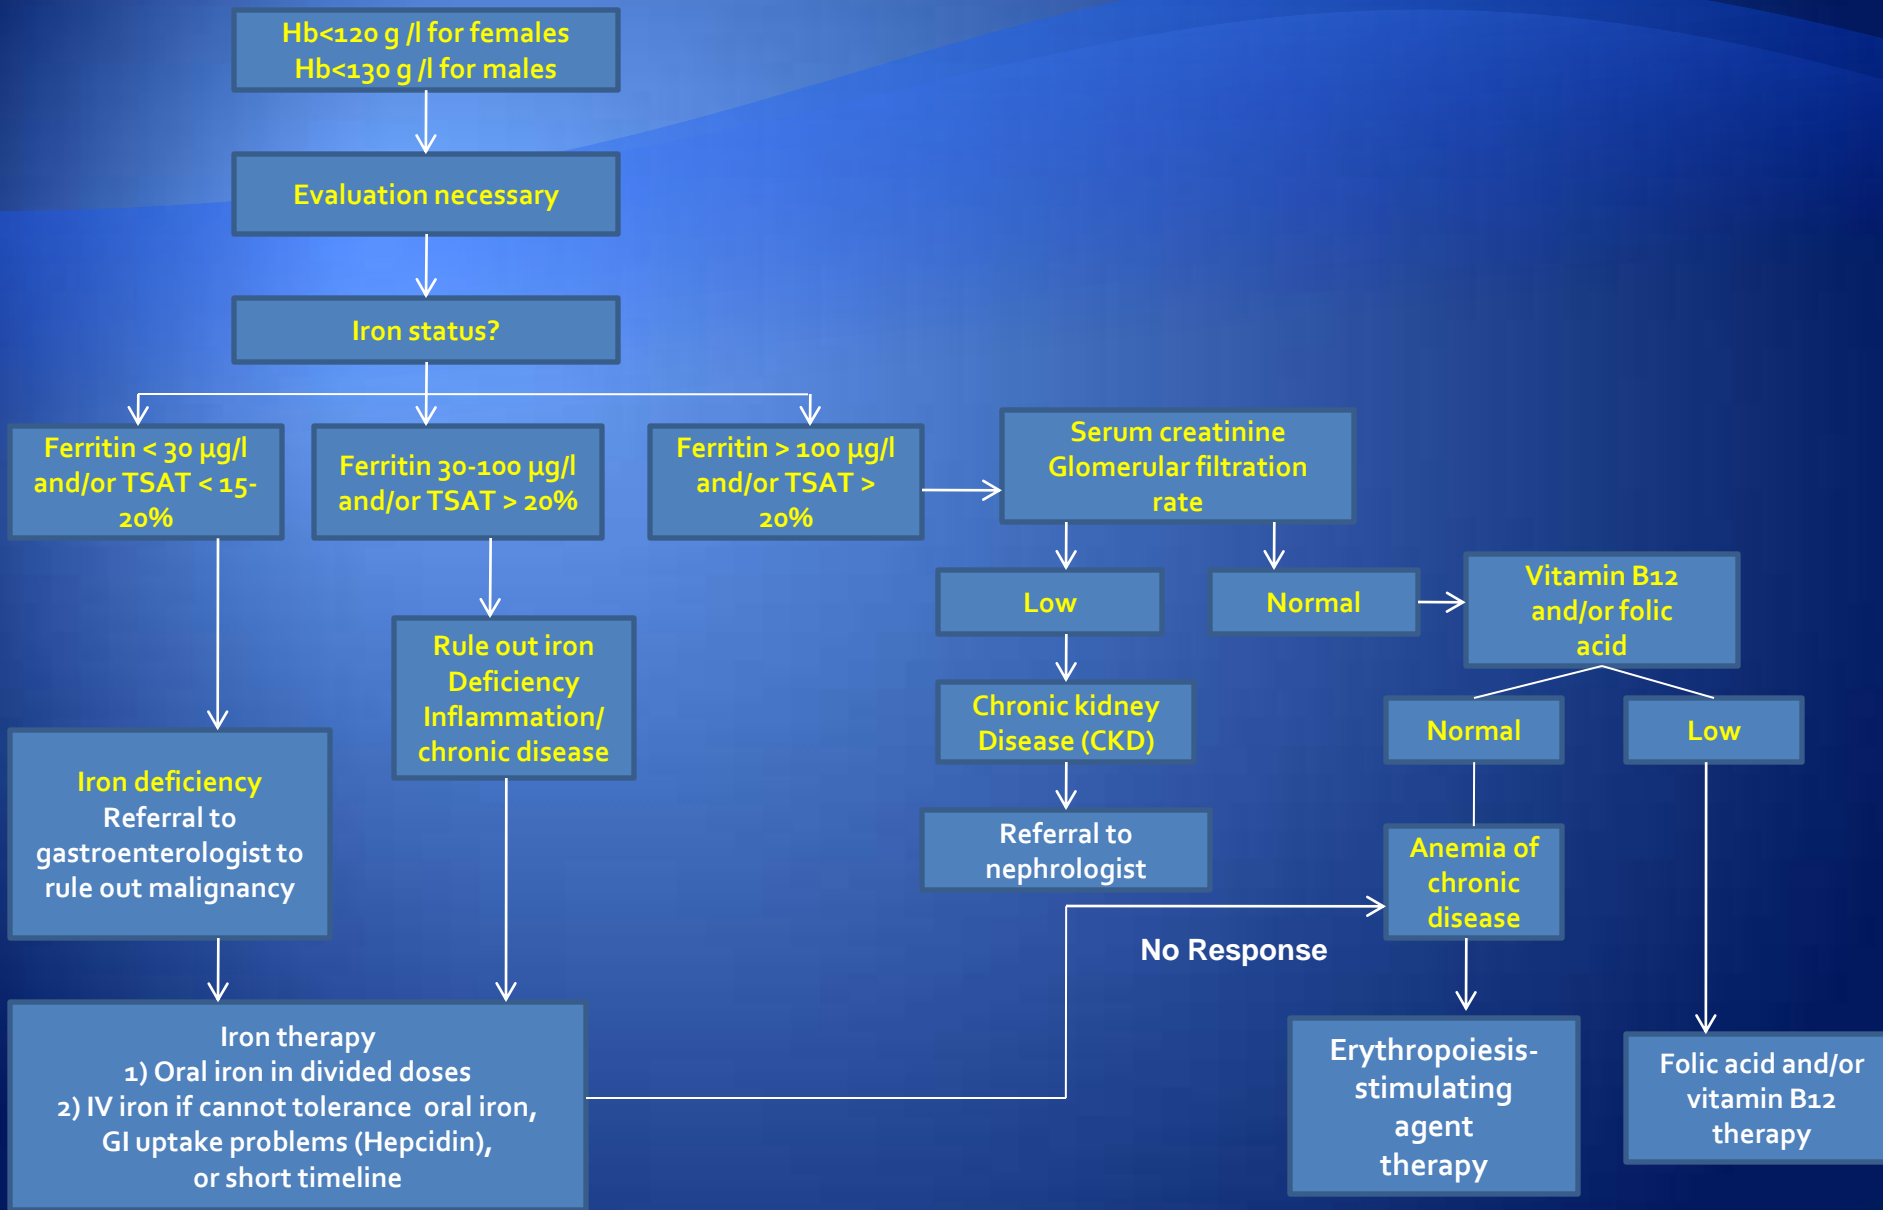 Hb<120 g /l for females
Hb<130 g /l for males
Evaluation necessary
Iron status?
Ferritin < 30 µg/l
and/or TSAT < 15-
20%
Ferritin 30-100 µg/l
and/or TSAT > 20%
Ferritin > 100 µg/l
and/or TSAT >
20%
Serum creatinine
Glomerular filtration
rate
Low
Normal
Vitamin B12
and/or folic
acid
Rule out iron
Deficiency
Inflammation/
chronic disease
Chronic kidney
Disease (CKD)
Normal
Low
Iron deficiency
Referral to
gastroenterologist to
rule out malignancy
Referral to
nephrologist
Anemia of
chronic
disease
No Response
Iron therapy
1) Oral iron in divided doses
2) IV iron if cannot tolerance oral iron,
GI uptake problems (Hepcidin),
or short timeline
Erythropoiesis-
stimulating
agent
therapy
Folic acid and/or
vitamin B12
therapy